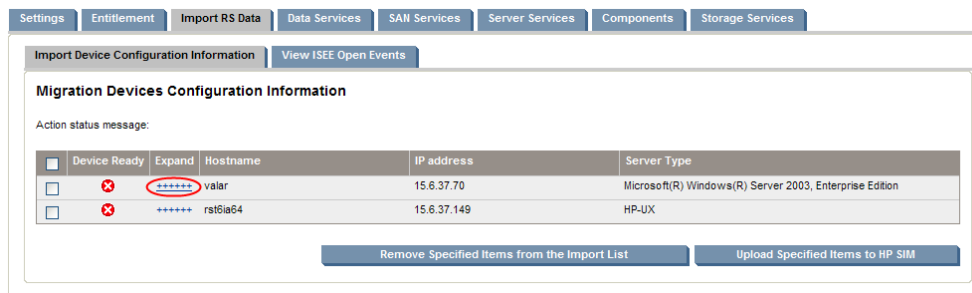 Settings Entitlement Import RS Data Data Services SAN Services Server Services Components Storage Services
Import Device Configuration Information View ISEE Open Events
Migration Devices Configuration Information
Action status message:
Device Ready Expand Hostname IP address Server Type
++++++ valar 15.6.37.70 Microsoft(R) Windows(R) Server 2003, Enterprise Edition
++++++ rst6ia64 15.6.37.149 HP-UX
Remove Specified Items from the Import List Upload Specified Items to HP SIM